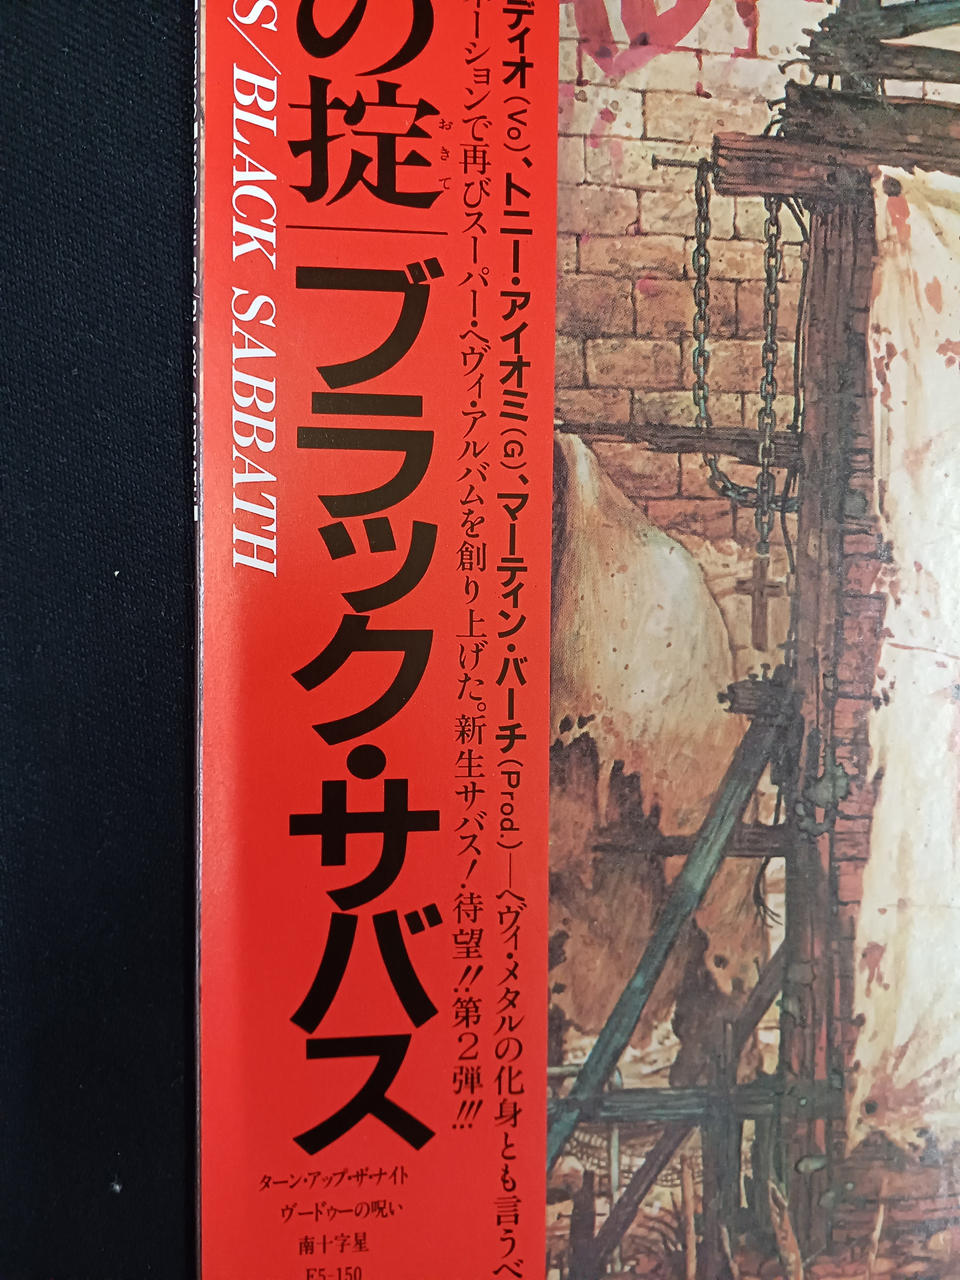 ディオ(Vo)、トニー・アイオミ(G)、マーティン・バーチ(Prod.)—ヘヴィ・メタルの化身とも言うべ
ネーションで再びスーパー・ヘヴィ・アルバムを創り上げた。新生サバス!待望!!第2弾!!!
の掟 ブラック・サバス
おきて
S/BLACK SABBATH
ターン・アップ・ザ・ナイト
ヴードゥーの呪い
南十字星
E5-150